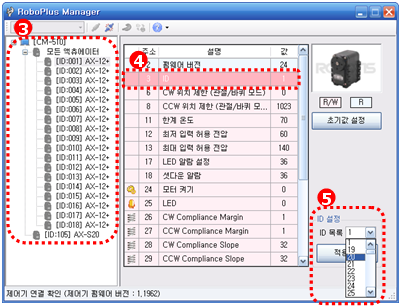 RoboPlus Manager
3
[CM-510]
모든 액츄에이터
[ID:001] AX-12+
[ID:002] AX-12+
[ID:003] AX-12+
[ID:004] AX-12+
[ID:005] AX-12+
[ID:006] AX-12+
[ID:007] AX-12+
[ID:008] AX-12+
[ID:009] AX-12+
[ID:010] AX-12+
[ID:011] AX-12+
[ID:012] AX-12+
[ID:013] AX-12+
[ID:014] AX-12+
[ID:015] AX-12+
[ID:016] AX-12+
[ID:017] AX-12+
[ID:018] AX-12+
[ID:105] AX-S20
4
주소 설명 값
2 펌웨어 버전 24
3 ID 1
6 CW 위치 제한 (관절/바퀴 모드) 0
8 CCW 위치 제한 (관절/바퀴 모... 1023
11 한계 온도 70
12 최저 입력 허용 전압 60
13 최대 입력 허용 전압 140
17 LED 알람 설정 36
18 셧다운 알람 36
24 모터 켜기 0
25 LED 0
26 CW Compliance Margin 1
27 CCW Compliance Margin 1
28 CW Compliance Slope 32
29 CCW Compliance Slope 32
R/W R
초기값 설정
5
ID 설정
ID 목록 1
적용
1
19
20
21
22
23
24
25
제어기 연결 확인 (제어기 펌웨어 버전 : 1,1962)